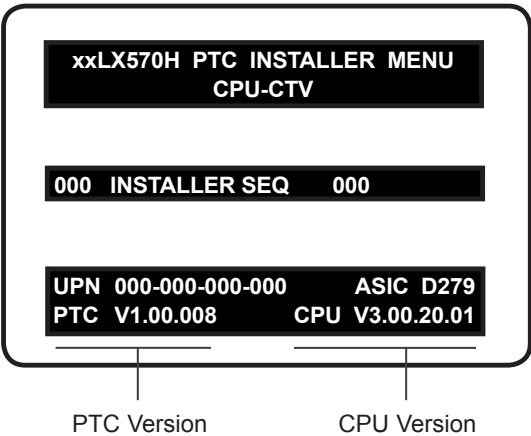 xxLX570H PTC INSTALLER MENU
CPU-CTV
000 INSTALLER SEQ 000
UPN 000-000-000-000 ASIC D279
PTC V1.00.008 CPU V3.00.20.01
PTC Version CPU Version